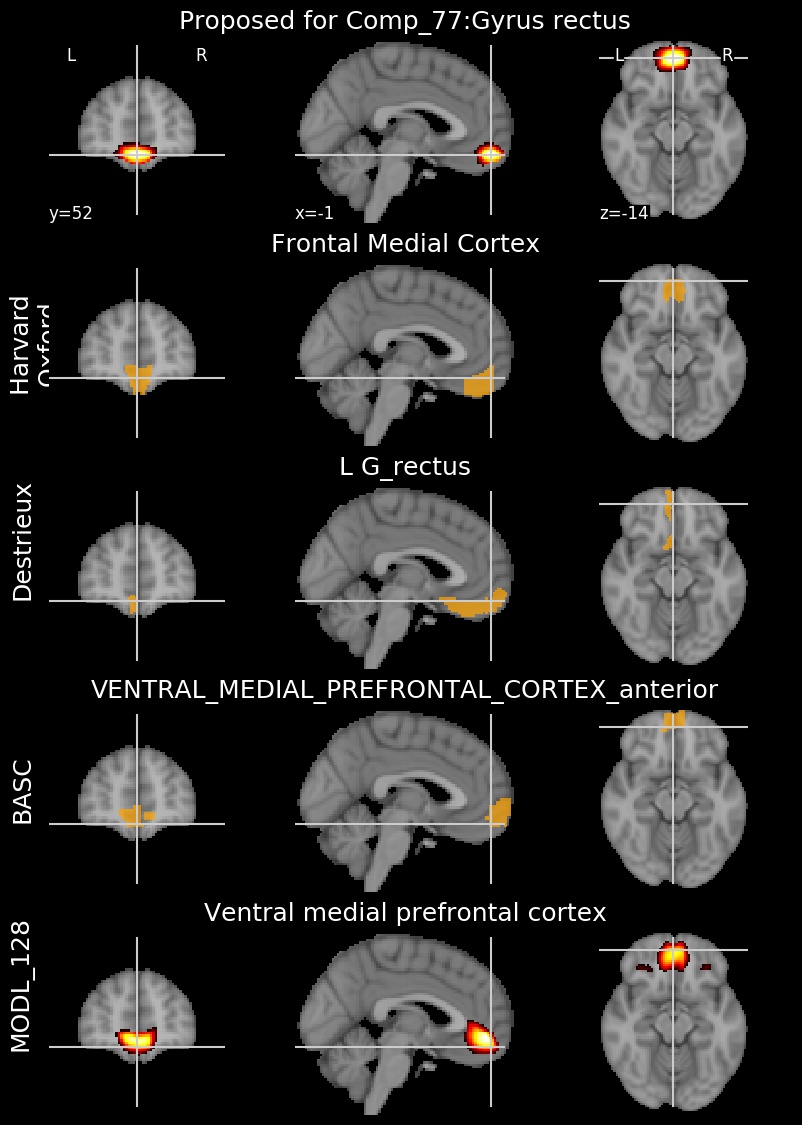 Proposed for Comp_77:Gyrus rectus
L R L R
y=52 x=-1 z=-14
Frontal Medial Cortex
Harvard
Oxford
L G_rectus
Destrieux
VENTRAL_MEDIAL_PREFRONTAL_CORTEX_anterior
BASC
Ventral medial prefrontal cortex
MODL_128